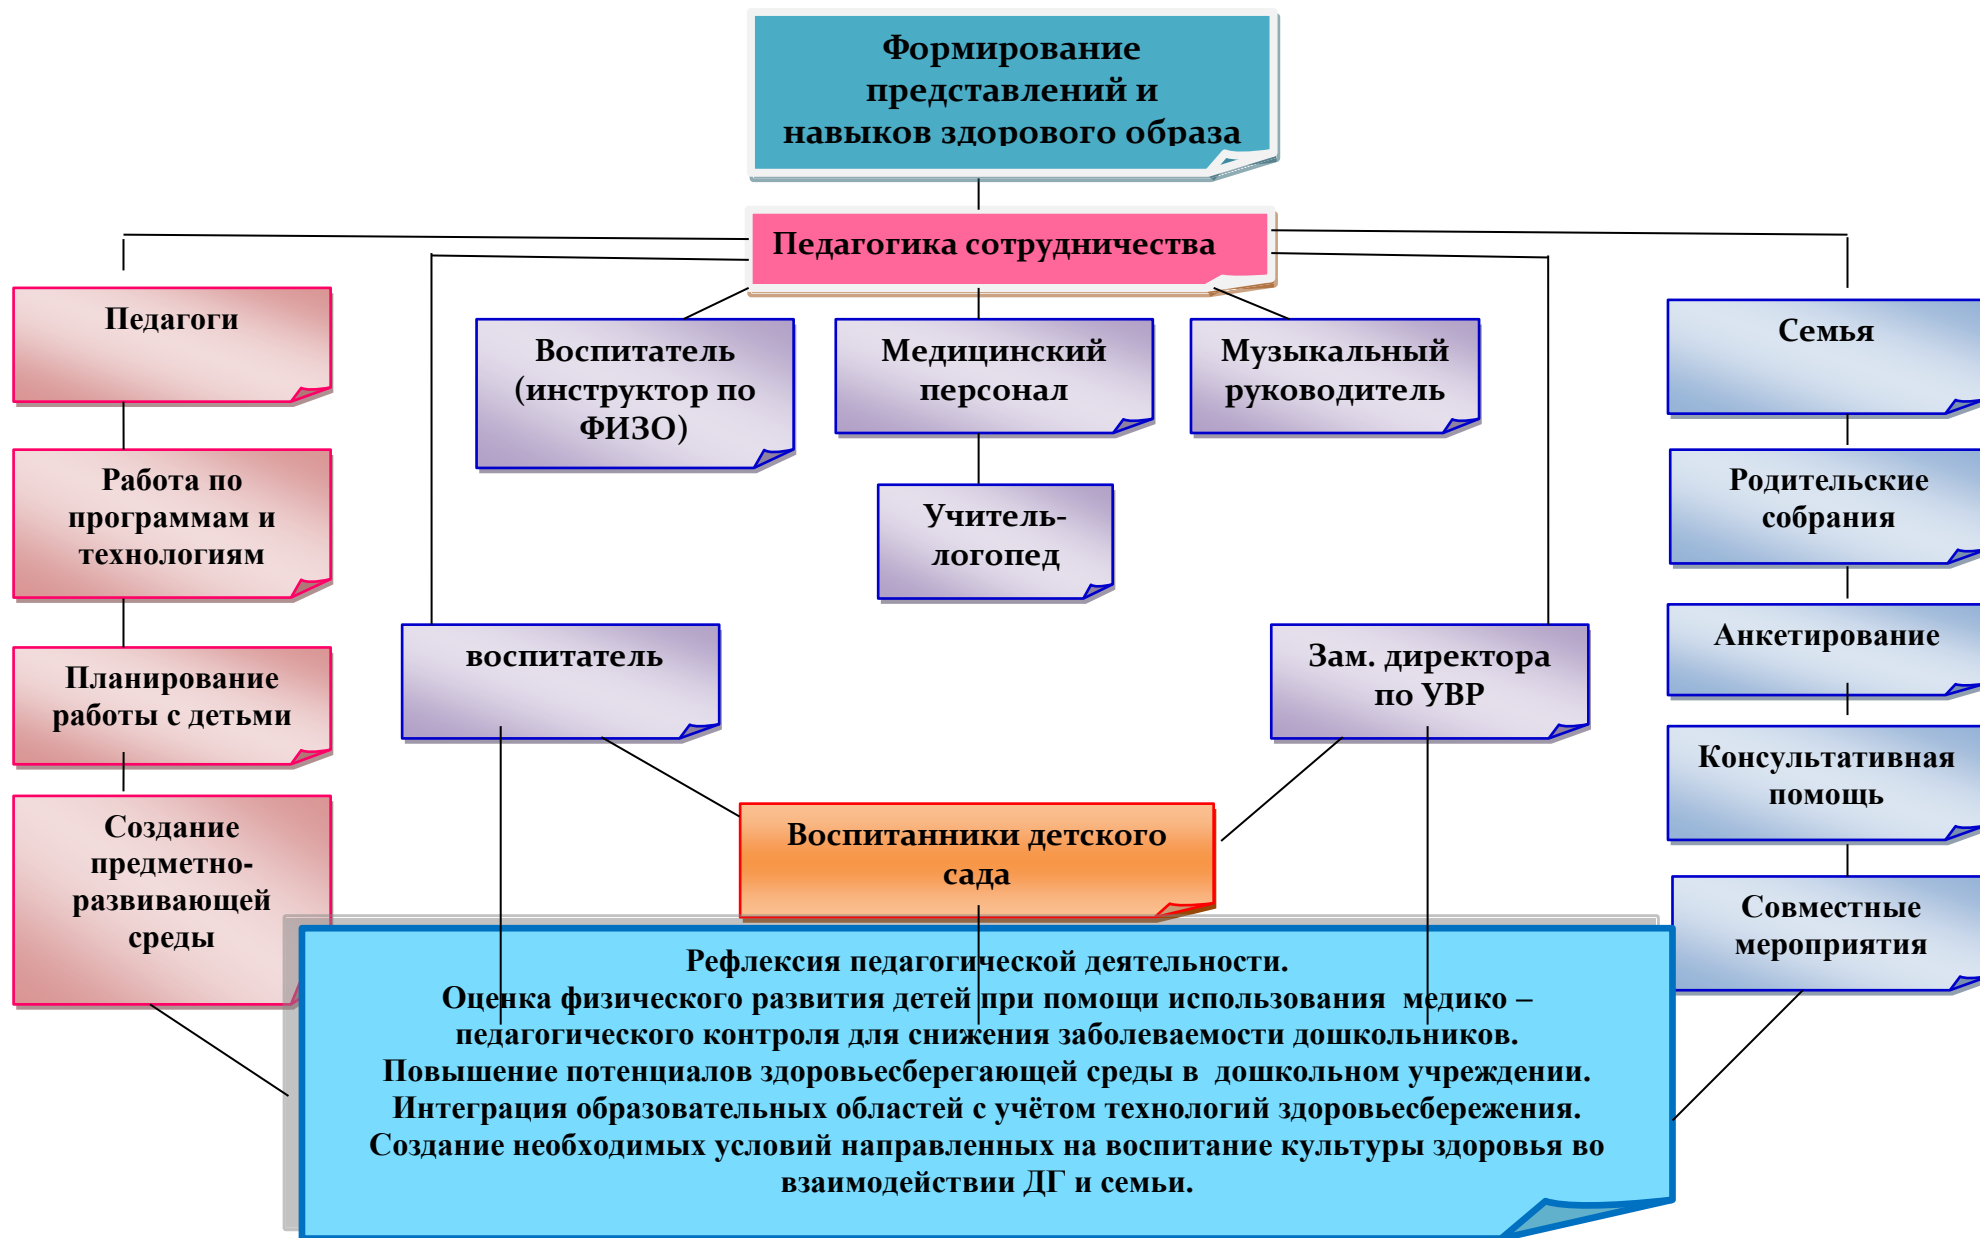 Формирование
представлений и
навыков здорового образа
Педагогика сотрудничества
Педагоги
Воспитатель
(инструктор по
ФИЗО)
Медицинский
персонал
Музыкальный
руководитель
Семья
Работа по
программам и
технологиям
Учитель-
логопед
Родительские
собрания
Планирование
работы с детьми
воспитатель
Зам. директора
по УВР
Анкетирование
Консультативная
помощь
Создание
предметно-
развивающей
среды
Воспитанники детского
сада
Совместные
мероприятия
Рефлексия педагогической деятельности.
Оценка физического развития детей при помощи использования медико –
педагогического контроля для снижения заболеваемости дошкольников.
Повышение потенциалов здоровьесберегающей среды в дошкольном учреждении.
Интеграция образовательных областей с учётом технологий здоровьесбережения.
Создание необходимых условий направленных на воспитание культуры здоровья во
взаимодействии ДГ и семьи.